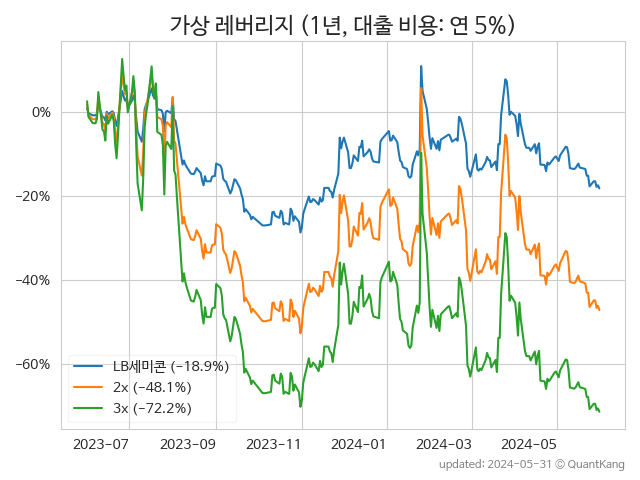 가상 레버리지 (1년, 대출 비용: 연 5%)
0%
−20%
−40%
−60%
LB세미콘 (−18.9%)
2x (−48.1%)
3x (−72.2%)
2023−07 2023−09 2023−11 2024−01 2024−03 2024−05
updated: 2024-05-31 © QuantKang